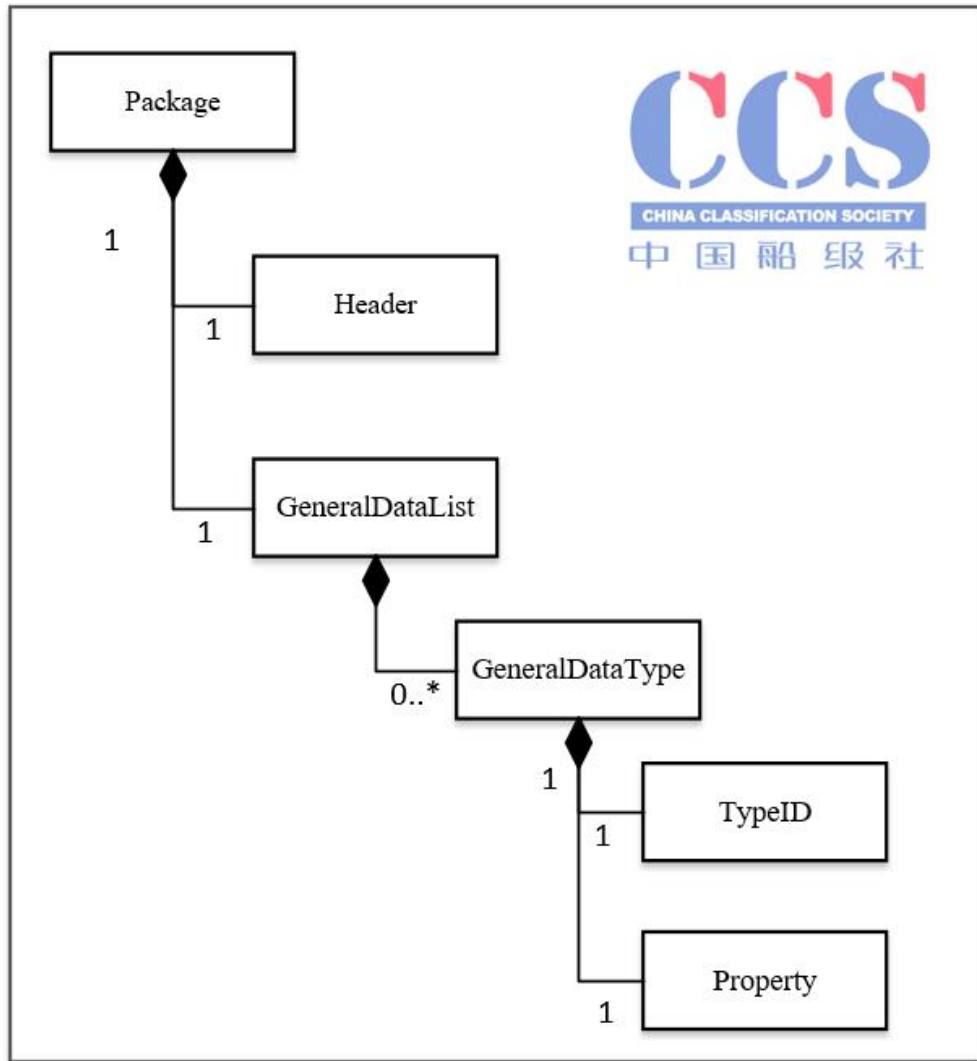 Package
CCS
CHINA CLASSIFICATION SOCIETY
中国船级社
1
Header
1
GeneralDataList
1
GeneralDataType
0..*
1
TypeID
1
Property
1